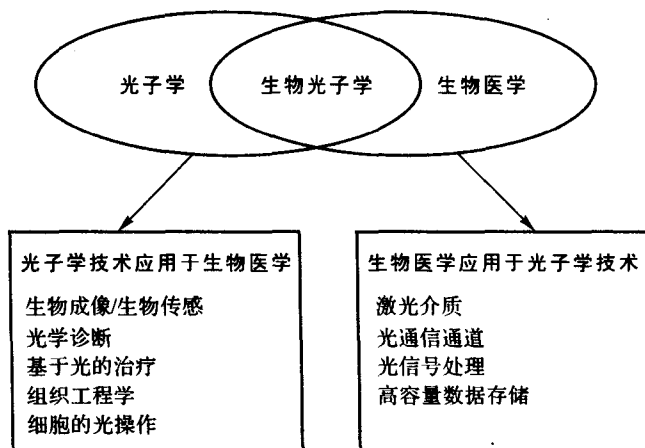 光子学 生物光子学 生物医学
光子学技术应用于生物医学
生物成像/生物传感
光学诊断
基于光的治疗
组织工程学
细胞的光操作
生物医学应用于光子学技术
激光介质
光通信通道
光信号处理
高容量数据存储